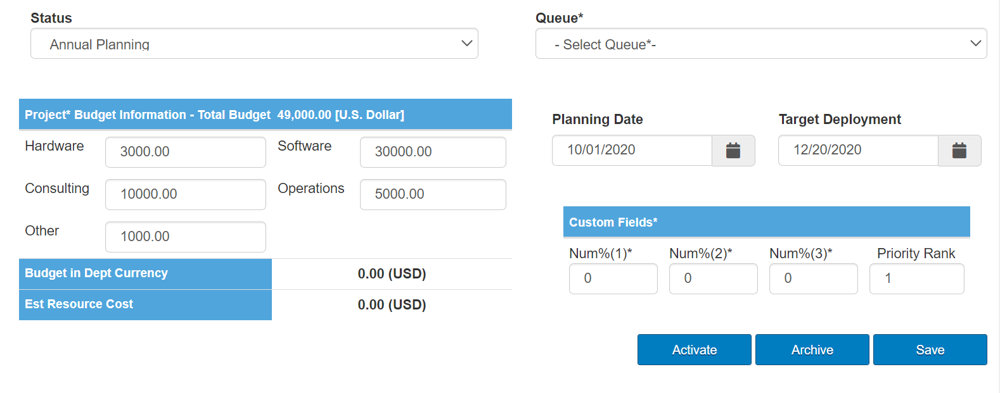 Status
Annual Planning
Queue*
- Select Queue*-
Project* Budget Information - Total Budget 49,000.00 [U.S. Dollar]
Hardware 3000.00 Software 30000.00
Consulting 10000.00 Operations 5000.00
Other 1000.00
Budget in Dept Currency 0.00 (USD)
Est Resource Cost 0.00 (USD)
Planning Date Target Deployment
10/01/2020 12/20/2020
Custom Fields*
Num%(1)* Num%(2)* Num%(3)* Priority Rank
0 0 0 1
Activate Archive Save